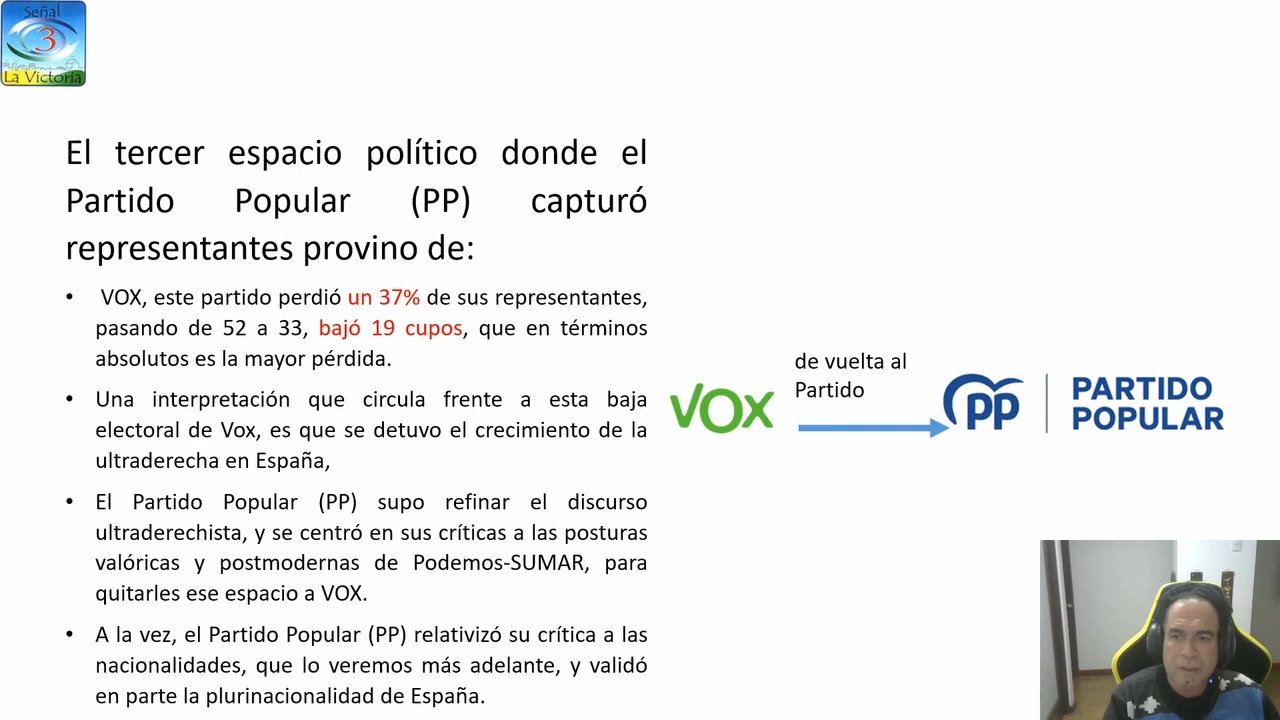 Señal
3
La Victoria
El tercer espacio político donde el
Partido Popular (PP) capturó
representantes provino de:
• VOX, este partido perdió un 37% de sus representantes,
pasando de 52 a 33, bajó 19 cupos, que en términos
absolutos es la mayor pérdida.
• Una interpretación que circula frente a esta baja
electoral de Vox, es que se detuvo el crecimiento de la
ultraderecha en España,
• El Partido Popular (PP) supo refinar el discurso
ultraderechista, y se centró en sus críticas a las posturas
valóricas y postmodernas de Podemos-SUMAR, para
quitarles ese espacio a VOX.
• A la vez, el Partido Popular (PP) relativizó su crítica a las
nacionalidades, que lo veremos más adelante, y validó
en parte la plurinacionalidad de España.
VOX
de vuelta al
Partido
PP
PARTIDO
POPULAR